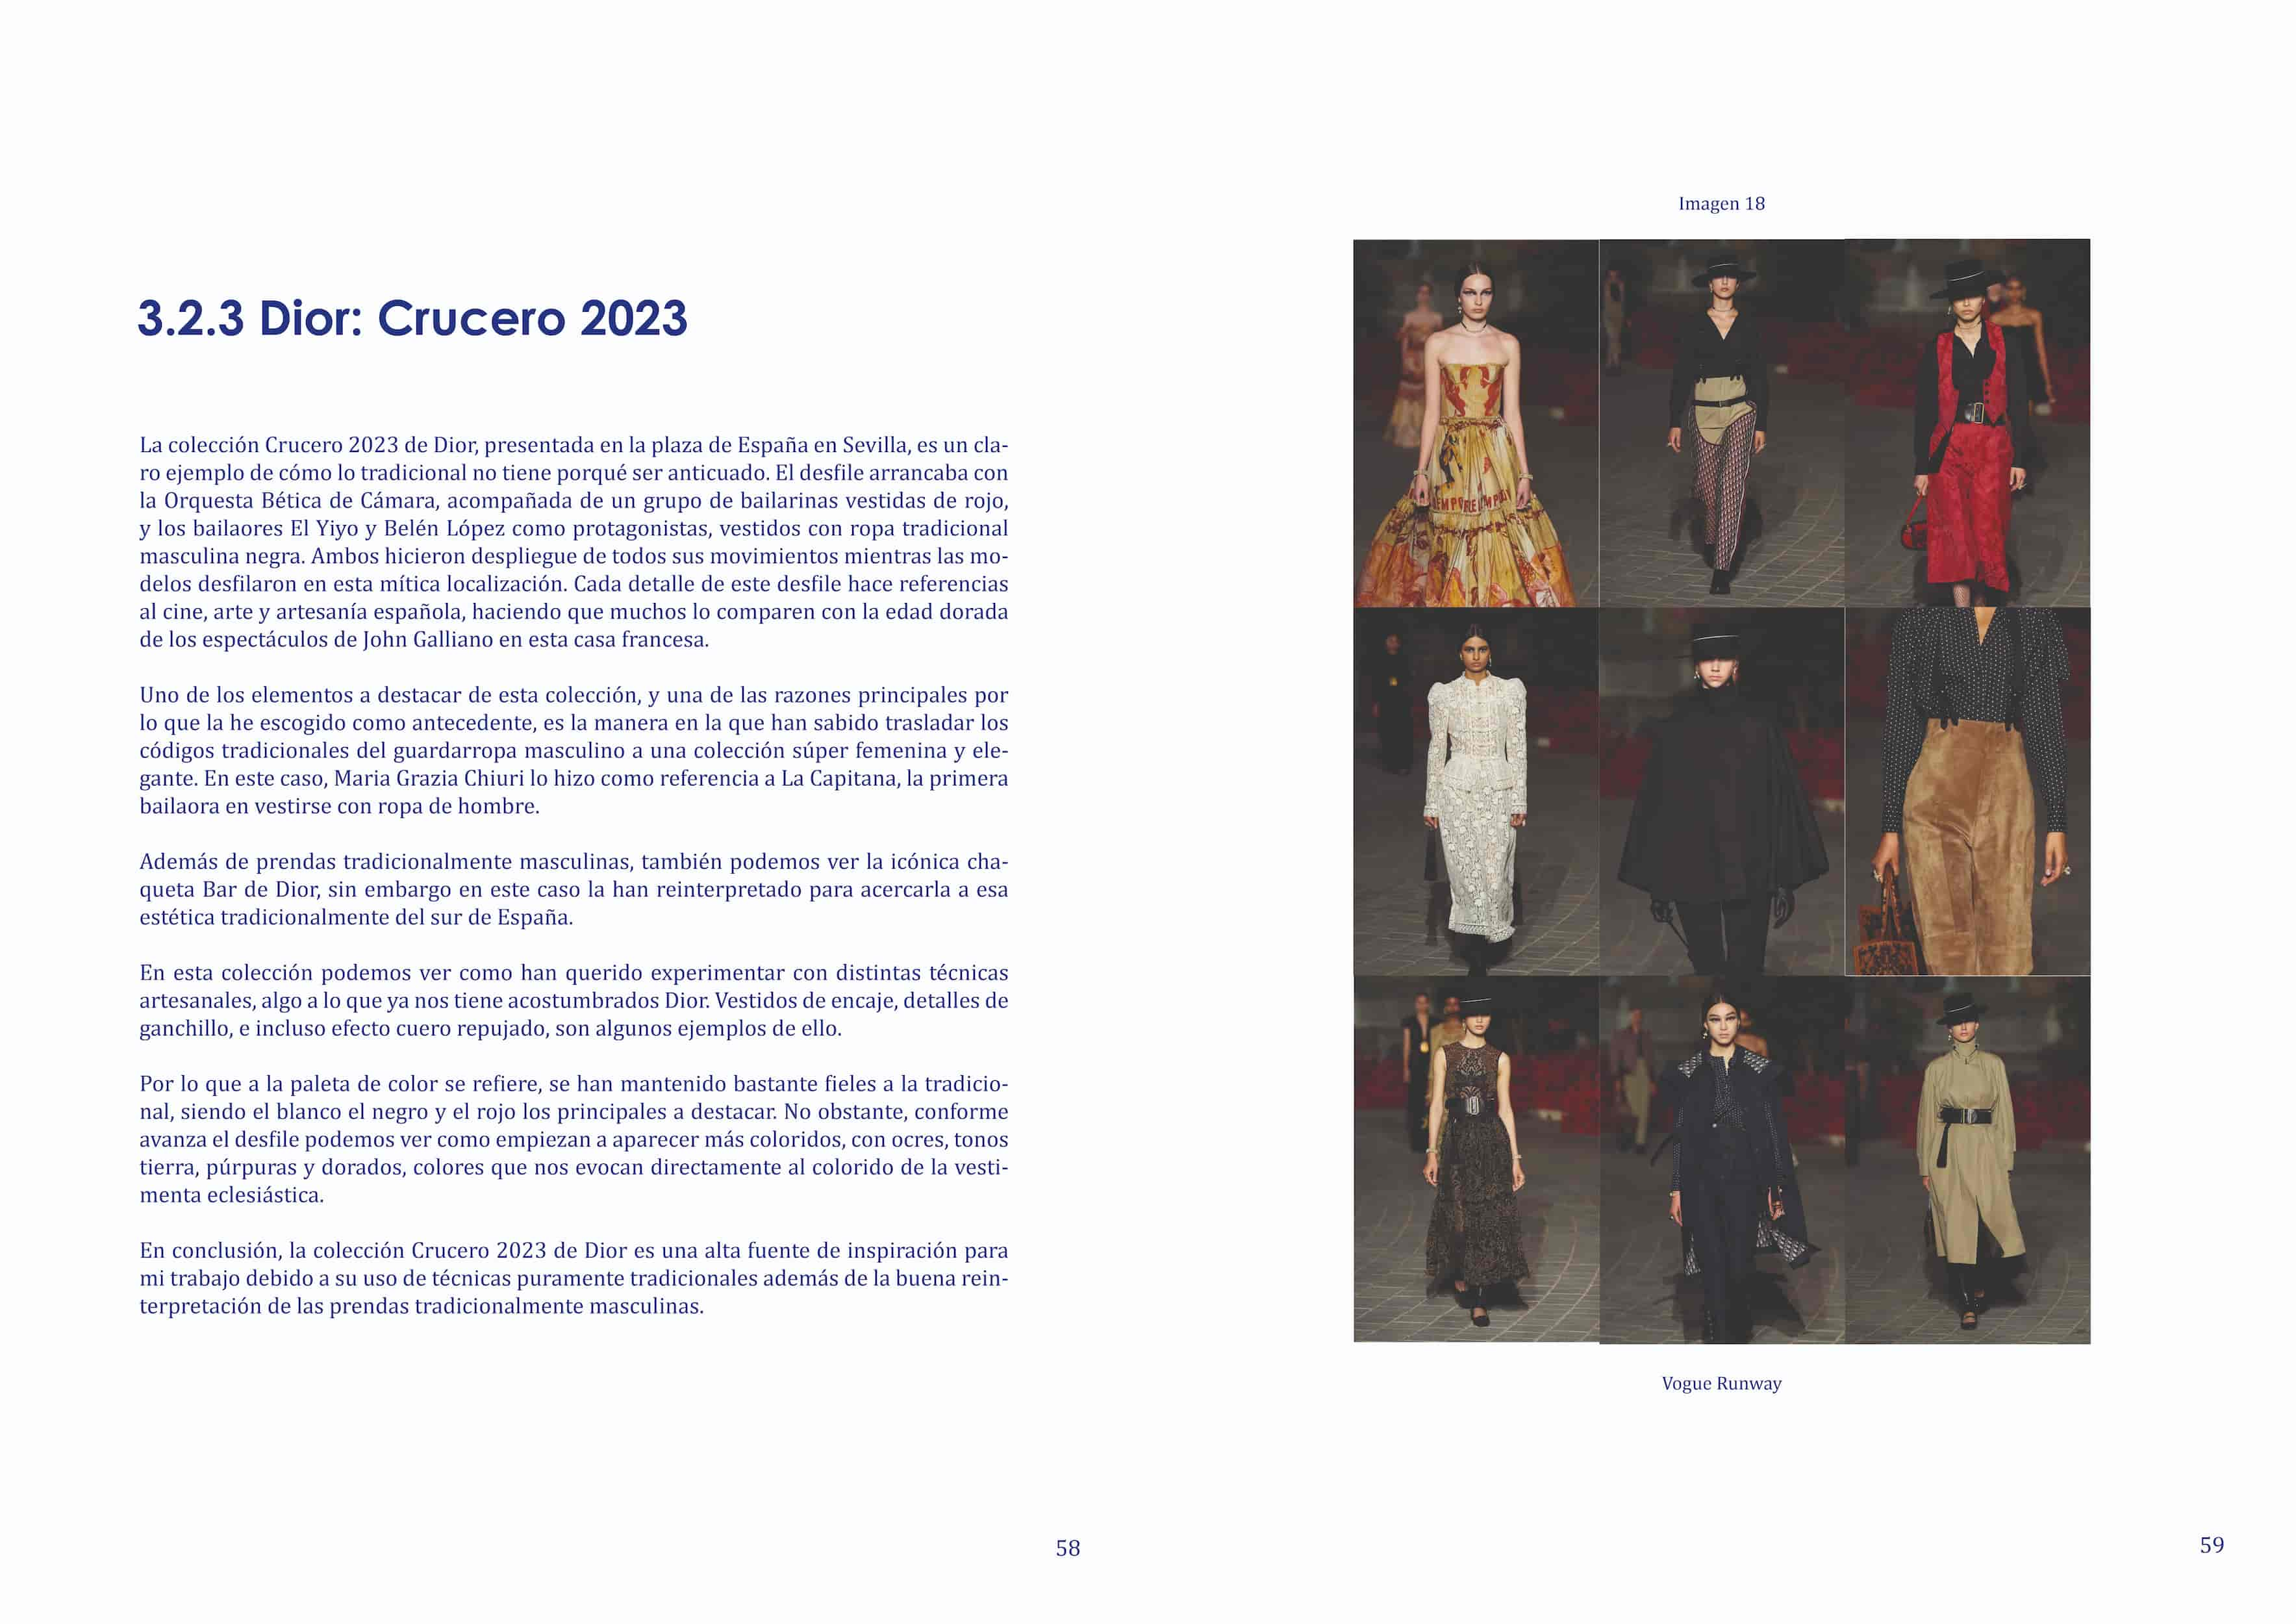 3.2.3 Dior: Crucero 2023
La colección Crucero 2023 de Dior, presentada en la plaza de España en Sevilla, es un cla-
ro ejemplo de cómo lo tradicional no tiene porqué ser anticuado. El desfile arrancaba con
la Orquesta Bética de Cámara, acompañada de un grupo de bailarinas vestidas de rojo,
y los bailaores El Yiyo y Belén López como protagonistas, vestidos con ropa tradicional
masculina negra. Ambos hicieron despliegue de todos sus movimientos mientras las mo-
delos desfilaron en esta mítica localización. Cada detalle de este desfile hace referencias
al cine, arte y artesanía española, haciendo que muchos lo comparen con la edad dorada
de los espectáculos de John Galliano en esta casa francesa.
Uno de los elementos a destacar de esta colección, y una de las razones principales por
lo que la he escogido como antecedente, es la manera en la que han sabido trasladar los
códigos tradicionales del guardarropa masculino a una colección súper femenina y ele-
gante. En este caso, Maria Grazia Chiuri lo hizo como referencia a La Capitana, la primera
bailaora en vestirse con ropa de hombre.
Además de prendas tradicionalmente masculinas, también podemos ver la icónica cha-
queta Bar de Dior, sin embargo en este caso la han reinterpretado para acercarla a esa
estética tradicionalmente del sur de España.
En esta colección podemos ver como han querido experimentar con distintas técnicas
artesanales, algo a lo que ya nos tiene acostumbrados Dior. Vestidos de encaje, detalles de
ganchillo, e incluso efecto cuero repujado, son algunos ejemplos de ello.
Por lo que a la paleta de color se refiere, se han mantenido bastante fieles a la tradicio-
nal, siendo el blanco el negro y el rojo los principales a destacar. No obstante, conforme
avanza el desfile podemos ver como empiezan a aparecer más coloridos, con ocres, tonos
tierra, púrpuras y dorados, colores que nos evocan directamente al colorido de la vesti-
menta eclesiástica.
En conclusión, la colección Crucero 2023 de Dior es una alta fuente de inspiración para
mi trabajo debido a su uso de técnicas puramente tradicionales además de la buena rein-
terpretación de las prendas tradicionalmente masculinas.
58
Imagen 18
Vogue Runway
59